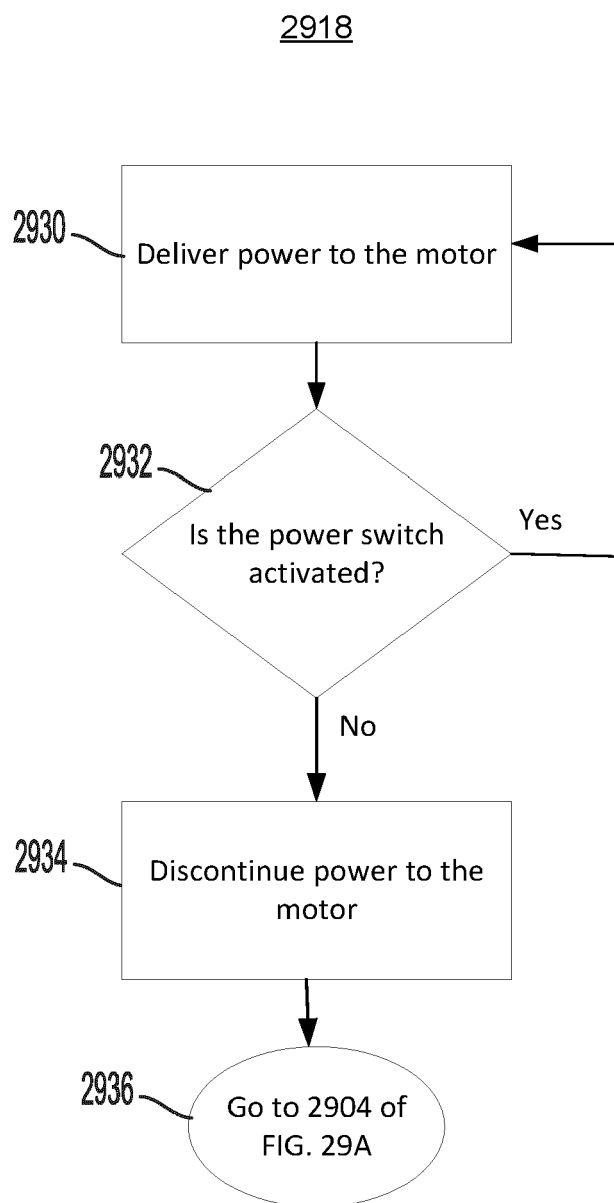 2918
2930
Deliver power to the motor
2932
Is the power switch
activated?
Yes
No
2934
Discontinue power to the
motor
2936
Go to 2904 of
FIG. 29A